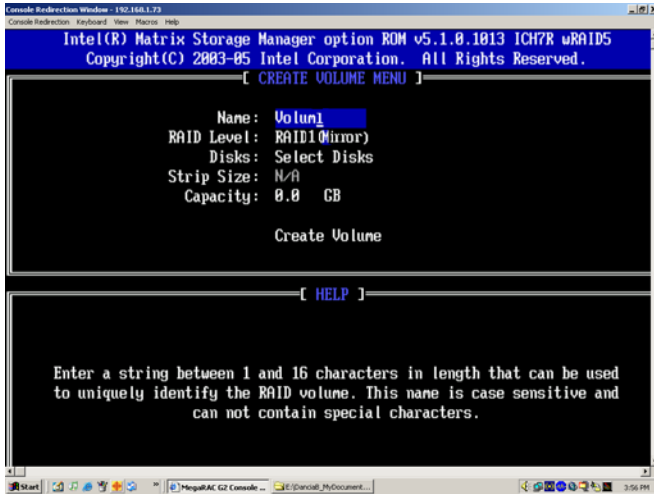 Console Redirection Window - 192.168.1.73
Console Redirection Keyboard View Macros Help
Intel(R) Matrix Storage Manager option ROM v5.1.0.1013 ICH7R wRAID5
Copyright(C) 2003-05 Intel Corporation. All Rights Reserved.
[ CREATE VOLUME MENU ]
Name: Volum1
RAID Level: RAID1(Mirror)
Disks: Select Disks
Strip Size: N/A
Capacity: 0.0 GB
Create Volume
[ HELP ]
Enter a string between 1 and 16 characters in length that can be used
to uniquely identify the RAID volume. This name is case sensitive and
can not contain special characters.
Start » MegaRAC G2 Console ... E:\DanciaB_MyDocument... 3:56 PM